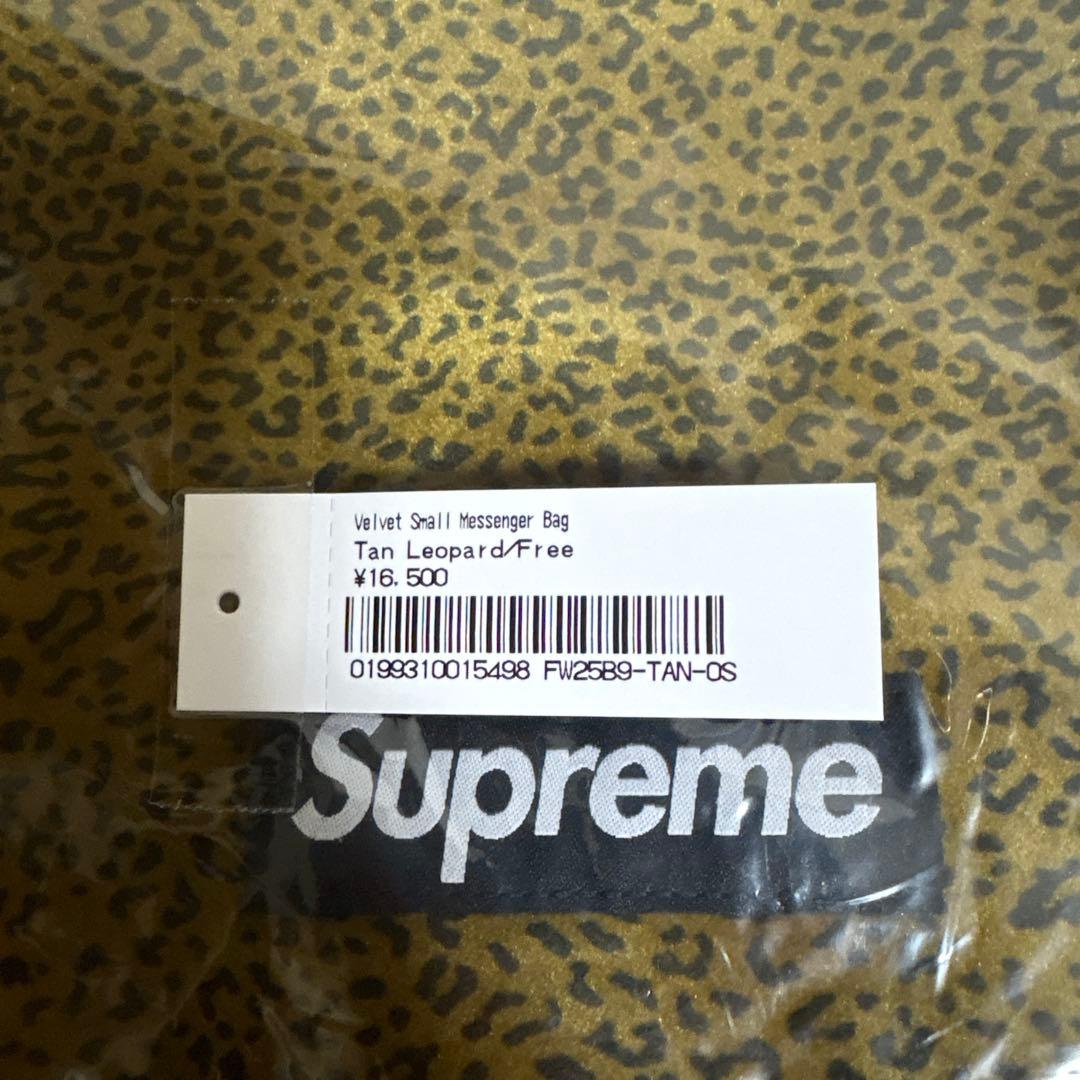 Velvet Small Messenger Bag
Tan Leopard/Free
¥16,500
0199310015498 FW25B9-TAN-OS
Supreme